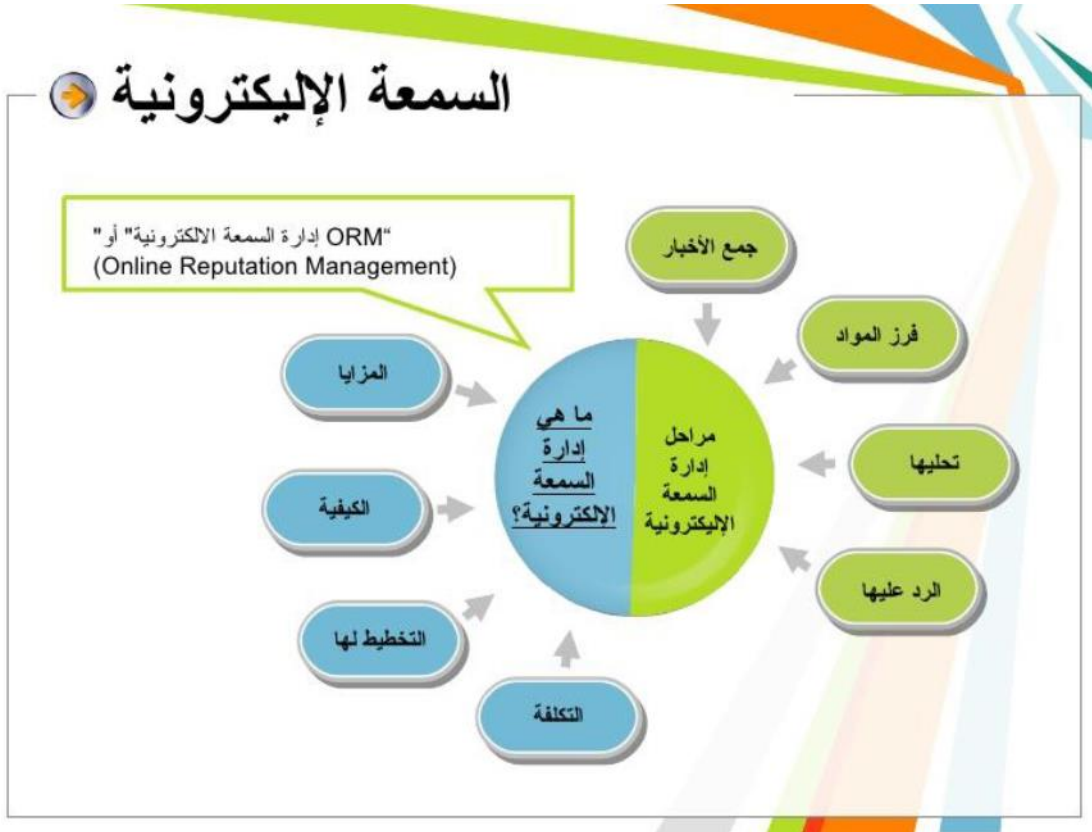 السمعة الإليكترونية
"إدارة السمعة الالكترونية" أو "ORM
(Online Reputation Management)
جمع الأخبار
فرز المواد
تحليها
الرد عليها
مراحل
إدارة
السمعة
الإليكترونية
ما هي
إدارة
السمعة
الإلكترونية؟
المزايا
الكيفية
التخطيط لها
التكلفة